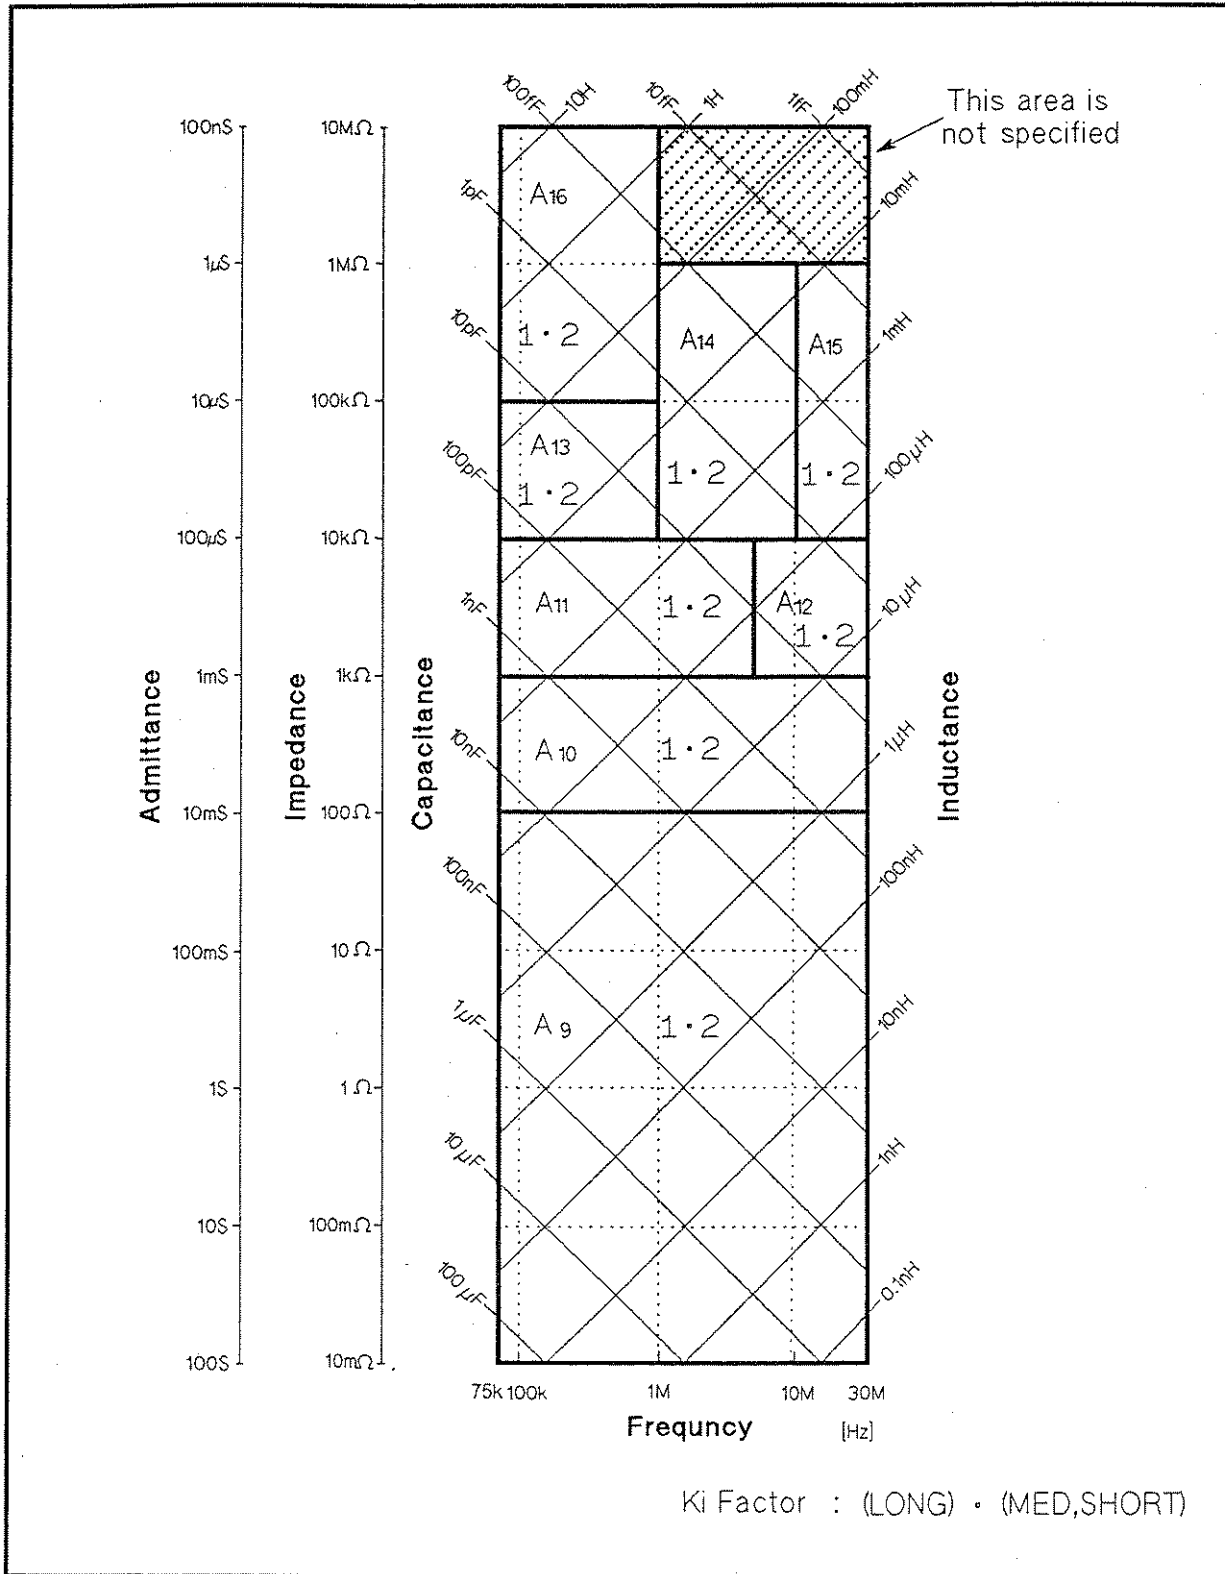 100fF 10H 10fF 1H 1fF 100mH
This area is
not specified
100nS 10MΩ
1pF A16 10mH
1µS 1MΩ
10pF 1・2 A14 A15 1mH
10µS 100kΩ
100pF A13 1・2 1・2 1・2 100µH
100µS 10kΩ
1nF A11 1・2 A12 1・2 10µH
1mS 1kΩ
10nF A10 1・2 1µH
Admittance Impedance Capacitance Inductance
10mS 100Ω
100nF 100nH
100mS 10Ω
1µF A9 1・2 10nH
1S 1Ω
10µF 1nH
10S 100mΩ
100µF 0.1nH
100S 10mΩ
75k 100k 1M 10M 30M
Frequncy [Hz]
Ki Factor : (LONG) • (MED,SHORT)